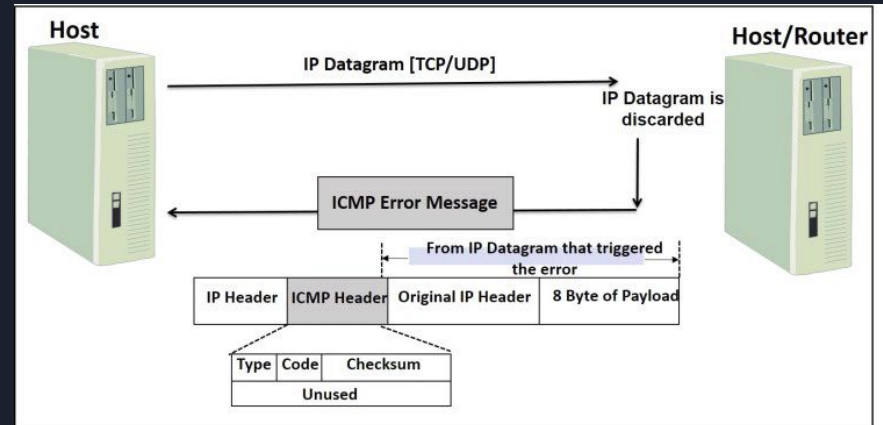 Host
Host/Router
IP Datagram [TCP/UDP]
IP Datagram is
discarded
ICMP Error Message
From IP Datagram that triggered
the error
IP Header
ICMP Header
Original IP Header
8 Byte of Payload
Type
Code
Checksum
Unused